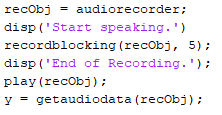 recObj = audiorecorder;
disp('Start speaking.')
recordblocking(recObj, 5);
disp('End of Recording.');
play(recObj);
y = getaudiodata(recObj);